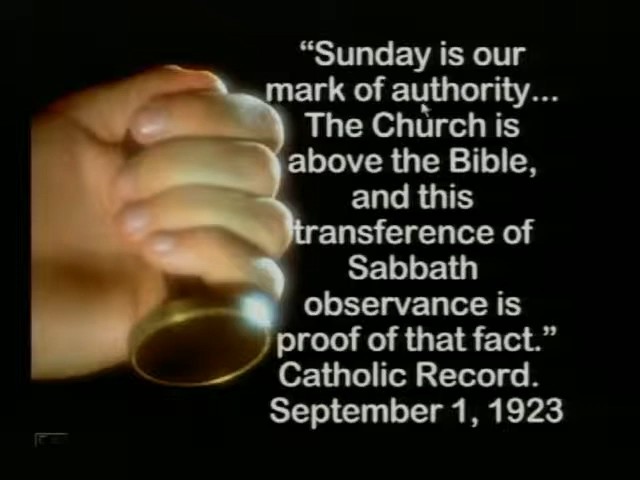 “Sunday is our
mark of authority...
The Church is
above the Bible,
and this
transference of
Sabbath
observance is
proof of that fact.”
Catholic Record.
September 1, 1923